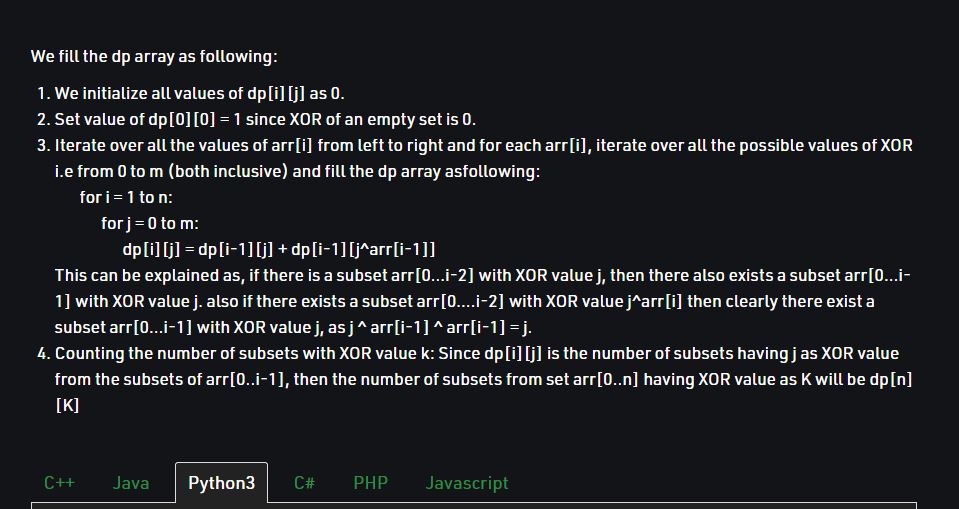 We fill the dp array as following:
1. We initialize all values of dp[i][j] as 0.
2. Set value of dp[0][0] = 1 since XOR of an empty set is 0.
3. Iterate over all the values of arr[i] from left to right and for each arr[i], iterate over all the possible values of XOR
i.e from 0 to m (both inclusive) and fill the dp array asfollowing:
for i = 1 to n:
for j = 0 to m:
dp[i][j] = dp[i-1][j] + dp[i-1][j^arr[i-1]]
This can be explained as, if there is a subset arr[0...i-2] with XOR value j, then there also exists a subset arr[0...i-
1] with XOR value j. also if there exists a subset arr[0....i-2] with XOR value j^arr[i] then clearly there exist a
subset arr[0...i-1] with XOR value j, as j ^ arr[i-1] ^ arr[i-1] = j.
4. Counting the number of subsets with XOR value k: Since dp[i][j] is the number of subsets having j as XOR value
from the subsets of arr[0..i-1], then the number of subsets from set arr[0..n] having XOR value as K will be dp[n]
[K]
C++ Java Python3 C# PHP Javascript